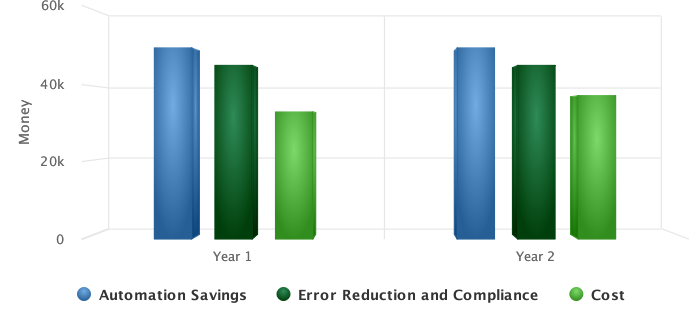 60k
40k
20k
0
Money
Year 1
Year 2
Automation Savings
Error Reduction and Compliance
Cost